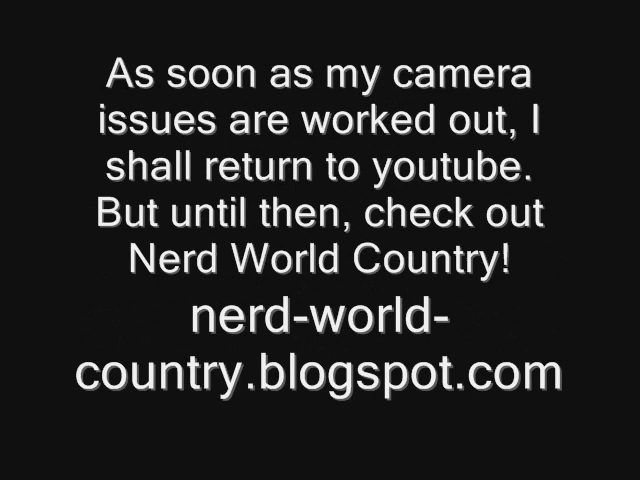 As soon as my camera
issues are worked out, I
shall return to youtube.
But until then, check out
Nerd World Country!
nerd-world-
country.blogspot.com